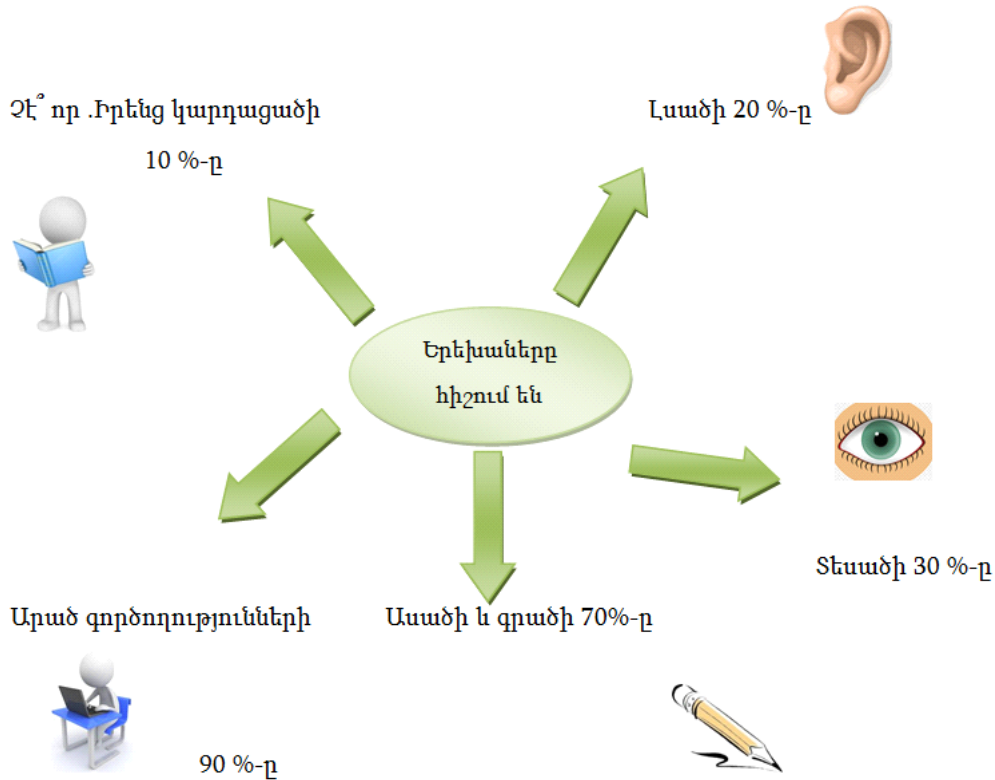 Չէ՞ որ .Իրենց կարդացածի
10 %-ը
Լսածի 20 %-ը
Երեխաները
հիշում են
Տեսածի 30 %-ը
Արած գործողությունների
90 %-ը
Ասածի և գրածի 70%-ը